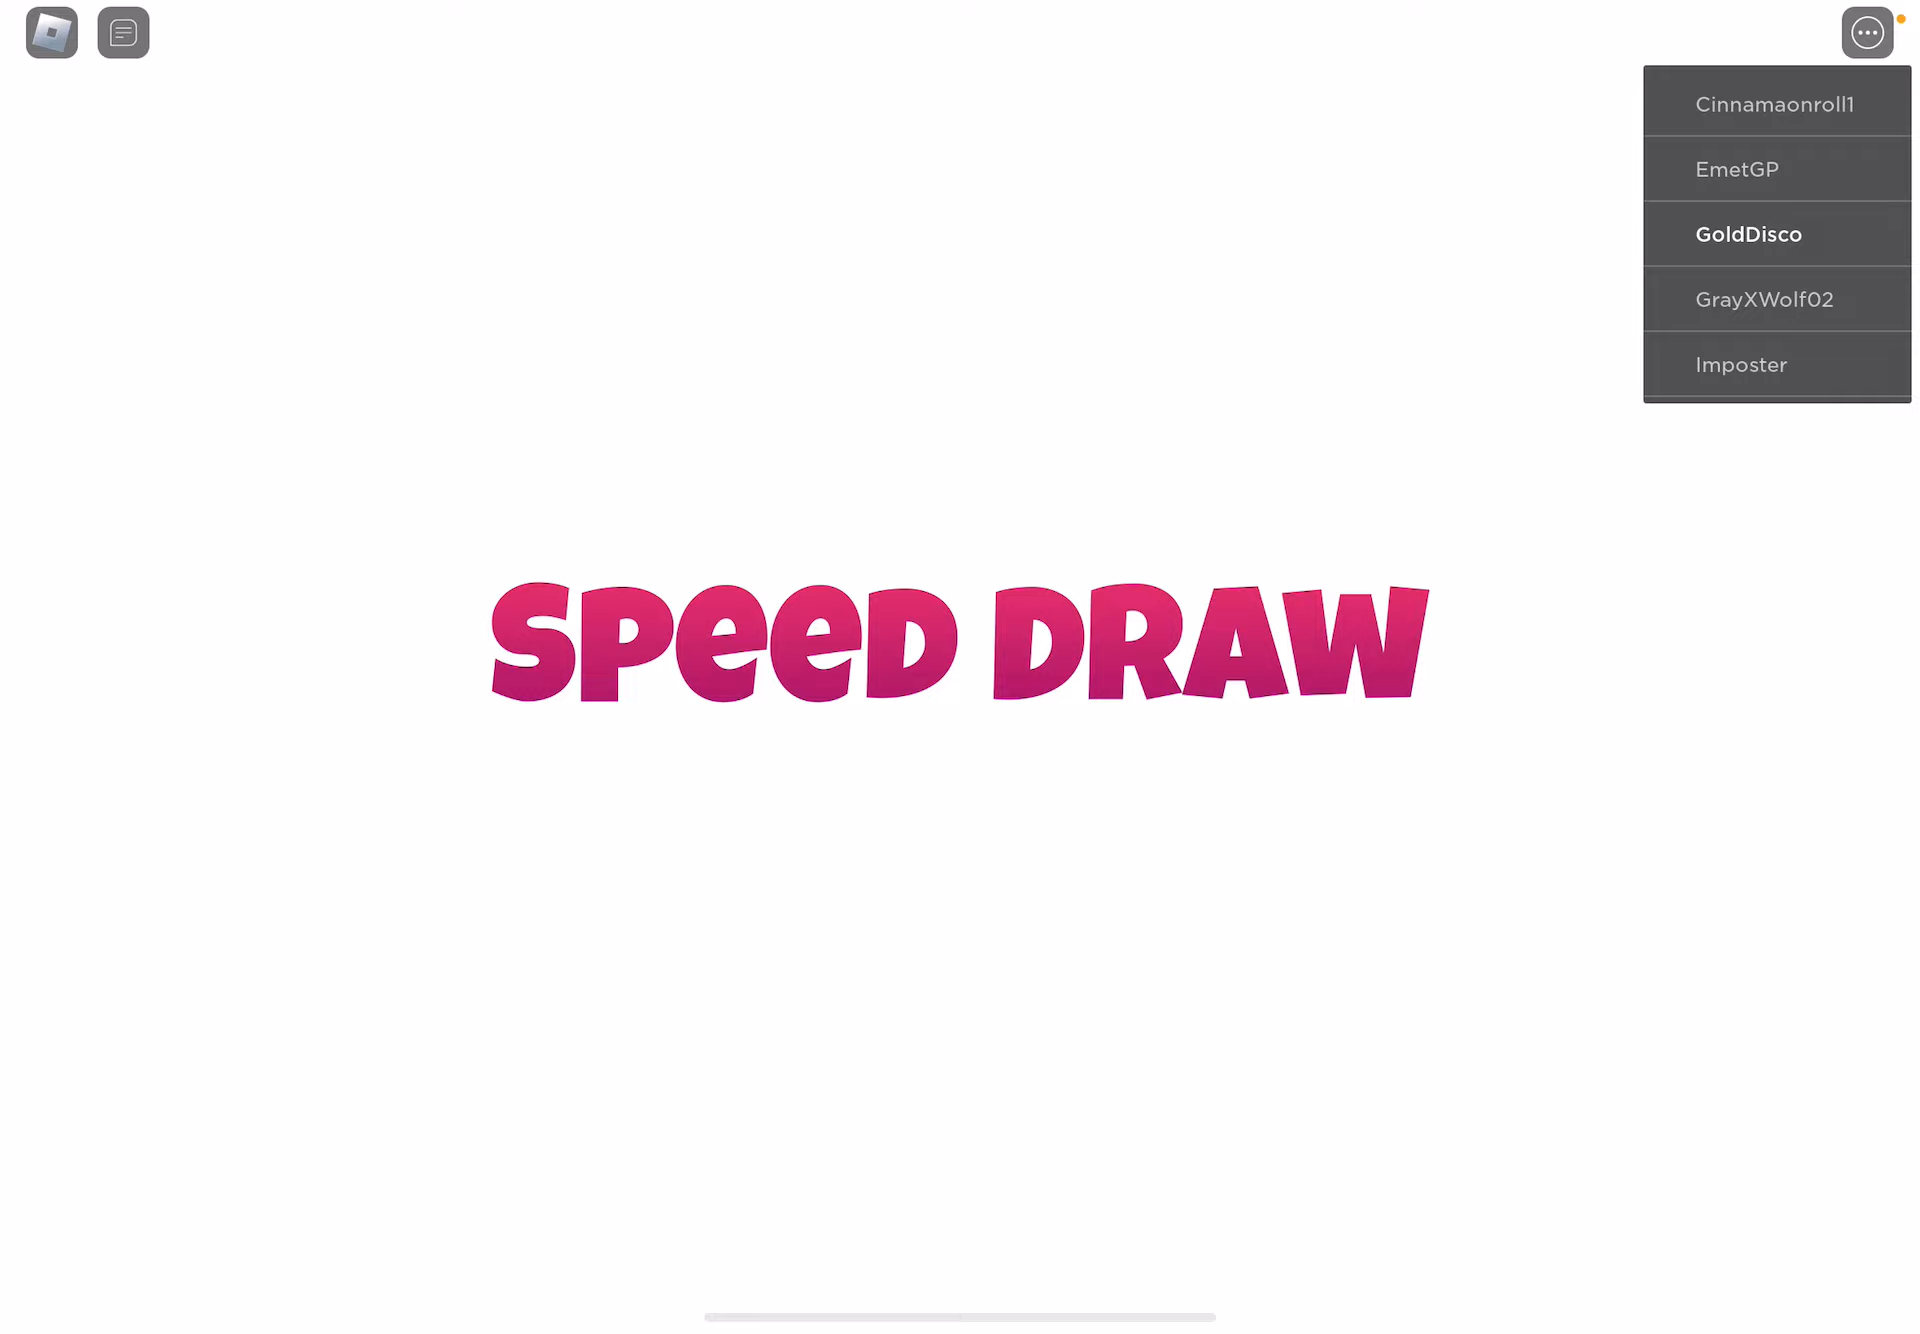 Cinnamaonroll1
EmetGP
GoldDisco
GrayXWolf02
Imposter
SPEED DRAW